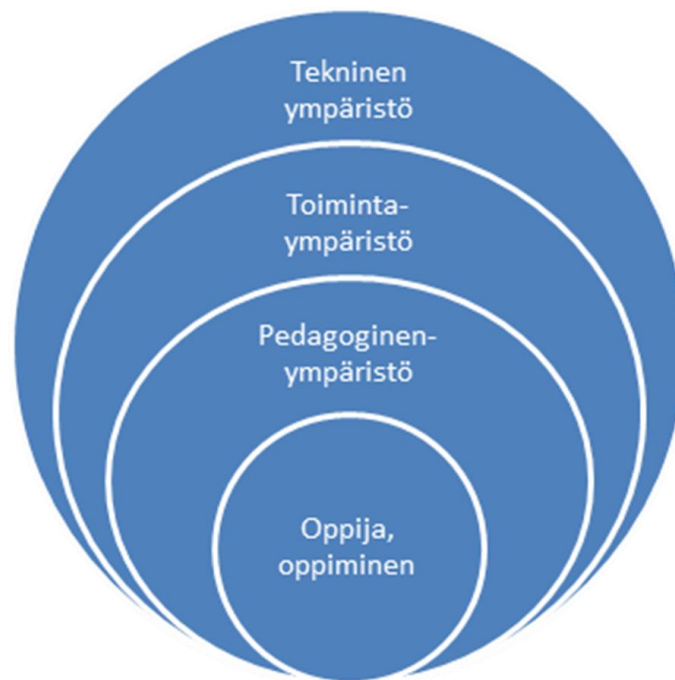 Tekninen
ympäristö
Toiminta-
ympäristö
Pedagoginen-
ympäristö
Oppija,
oppiminen